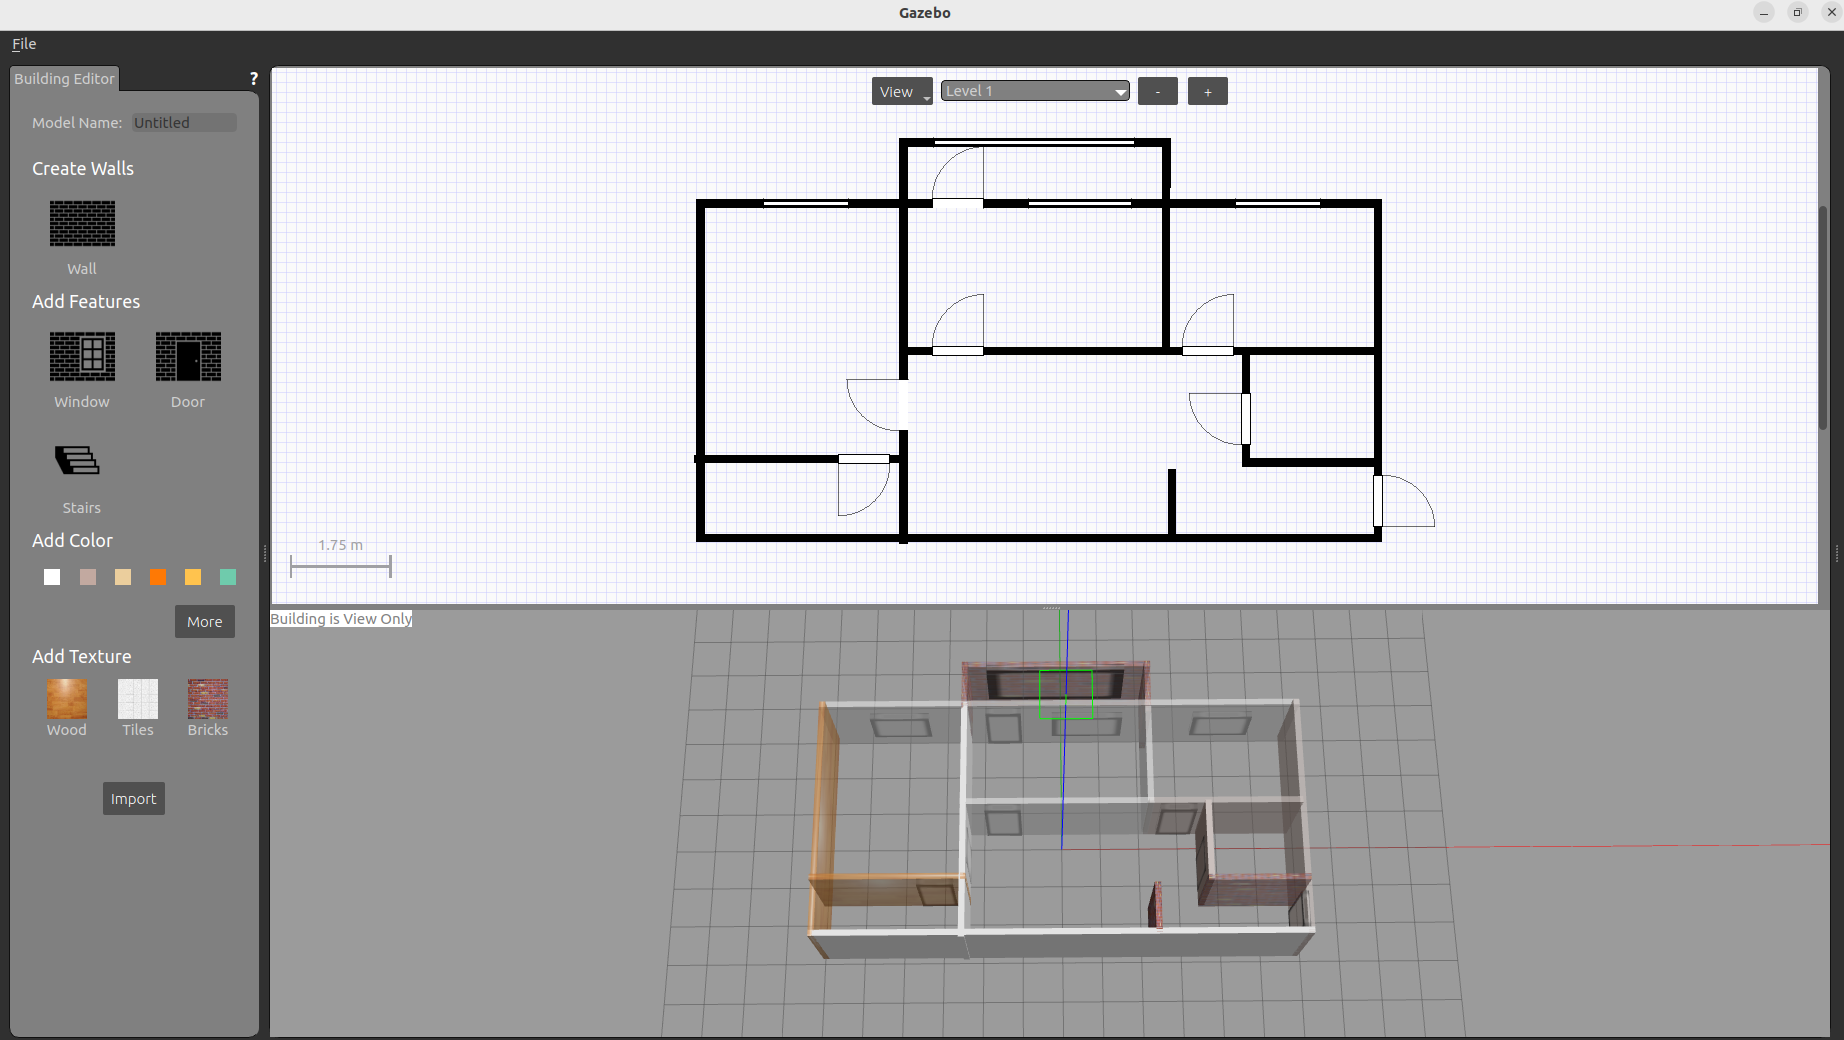 Gazebo
File
Building Editor
?
Model Name: Untitled
Create Walls
Wall
Add Features
Window Door
Stairs
Add Color
More
Add Texture
Wood Tiles Bricks
Import
View Level 1 - +
1.75 m
Building is View Only